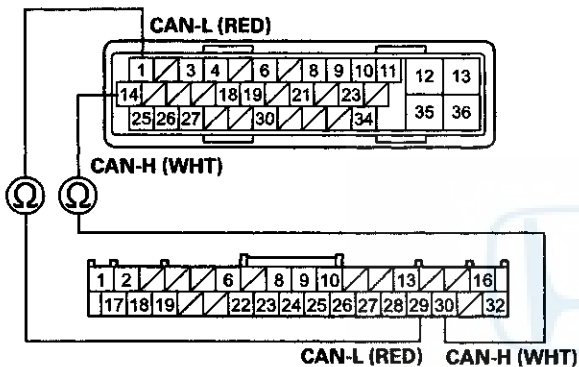 CAN-L (RED)
1 3 4 6 8 9 10 11 12 13
14 18 19 21 23
25 26 27 30 34 35 36
CAN-H (WHT)
Ω Ω
1 2 6 8 9 10 13 16
17 18 19 22 23 24 25 26 27 28 29 30 32
CAN-L (RED) CAN-H (WHT)